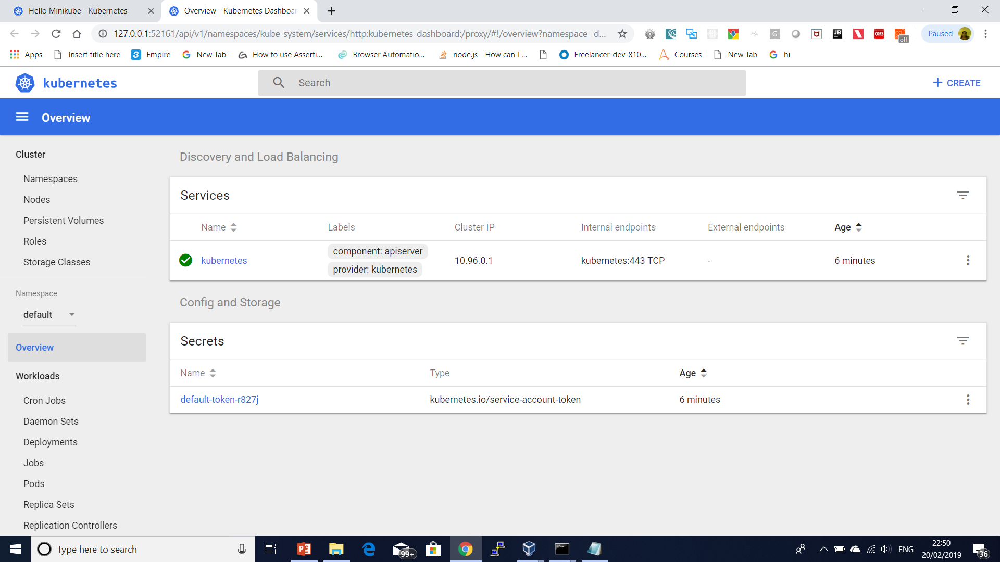 Hello Minikube - Kubernetes
Overview - Kubernetes Dashboar
127.0.0.1:52161/api/v1/namespaces/kube-system/services/http:kubernetes-dashboard:/proxy/#!/overview?namespace=d...
G
JB
CORS
off
Paused
Apps
Insert title here
3
Empire
New Tab
How to use Asserti...
Browser Automatio...
node.js - How can I ...
Freelancer-dev-810...
Courses
New Tab
hi
kubernetes
Search
+ CREATE
Overview
Cluster
Namespaces
Nodes
Persistent Volumes
Roles
Storage Classes
Namespace
default
Overview
Workloads
Cron Jobs
Daemon Sets
Deployments
Jobs
Pods
Replica Sets
Replication Controllers
Discovery and Load Balancing
Services
Name Labels Cluster IP Internal endpoints External endpoints Age
kubernetes component: apiserver provider: kubernetes 10.96.0.1 kubernetes:443 TCP - 6 minutes
Config and Storage
Secrets
Name Type Age
default-token-r827j kubernetes.io/service-account-token 6 minutes
Type here to search
99+
ENG
22:50
20/02/2019
36